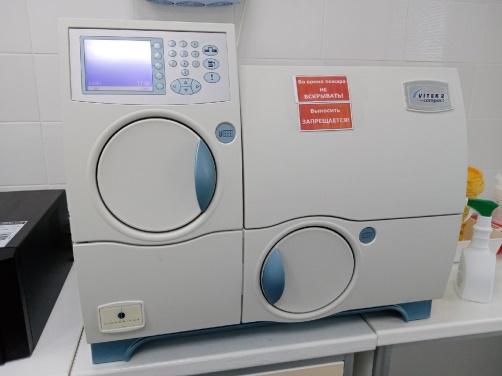 Во время пожара
НЕ
ВСКРЫВАТЬ!
Выносить
ЗАПРЕЩАЕТСЯ!
VITEK 2
compact